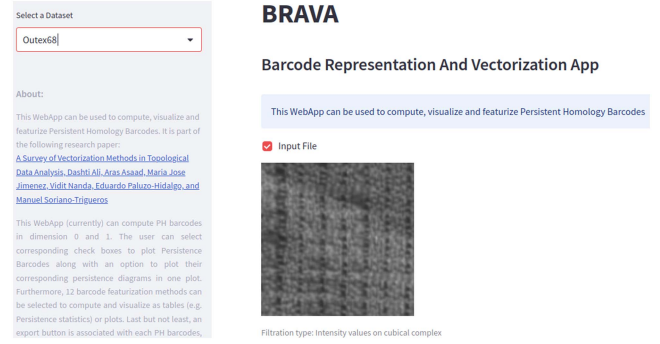 Select a Dataset
Outex68
About:
This WebApp can be used to compute, visualize and
featurize Persistent Homology Barcodes. It is part of
the following research paper:
A Survey of Vectorization Methods in Topological
Data Analysis, Dashti Ali, Aras Asaad, Maria Jose
Jimenez, Vidit Nanda, Eduardo Paluzo-Hidalgo, and
Manuel Soriano-Trigueros
This WebApp (currently) can compute PH barcodes
in dimension 0 and 1. The user can select
corresponding check boxes to plot Persistence
Barcodes along with an option to plot their
corresponding persistence diagrams in one plot.
Furthermore, 12 barcode featurization methods can
be selected to compute and visualize as tables (e.g.
Persistence statistics) or plots. Last but not least, an
export button is associated with each PH barcodes,
BRAVA
Barcode Representation And Vectorization App
This WebApp can be used to compute, visualize and featurize Persistent Homology Barcodes
Input File
Filtration type: Intensity values on cubical complex